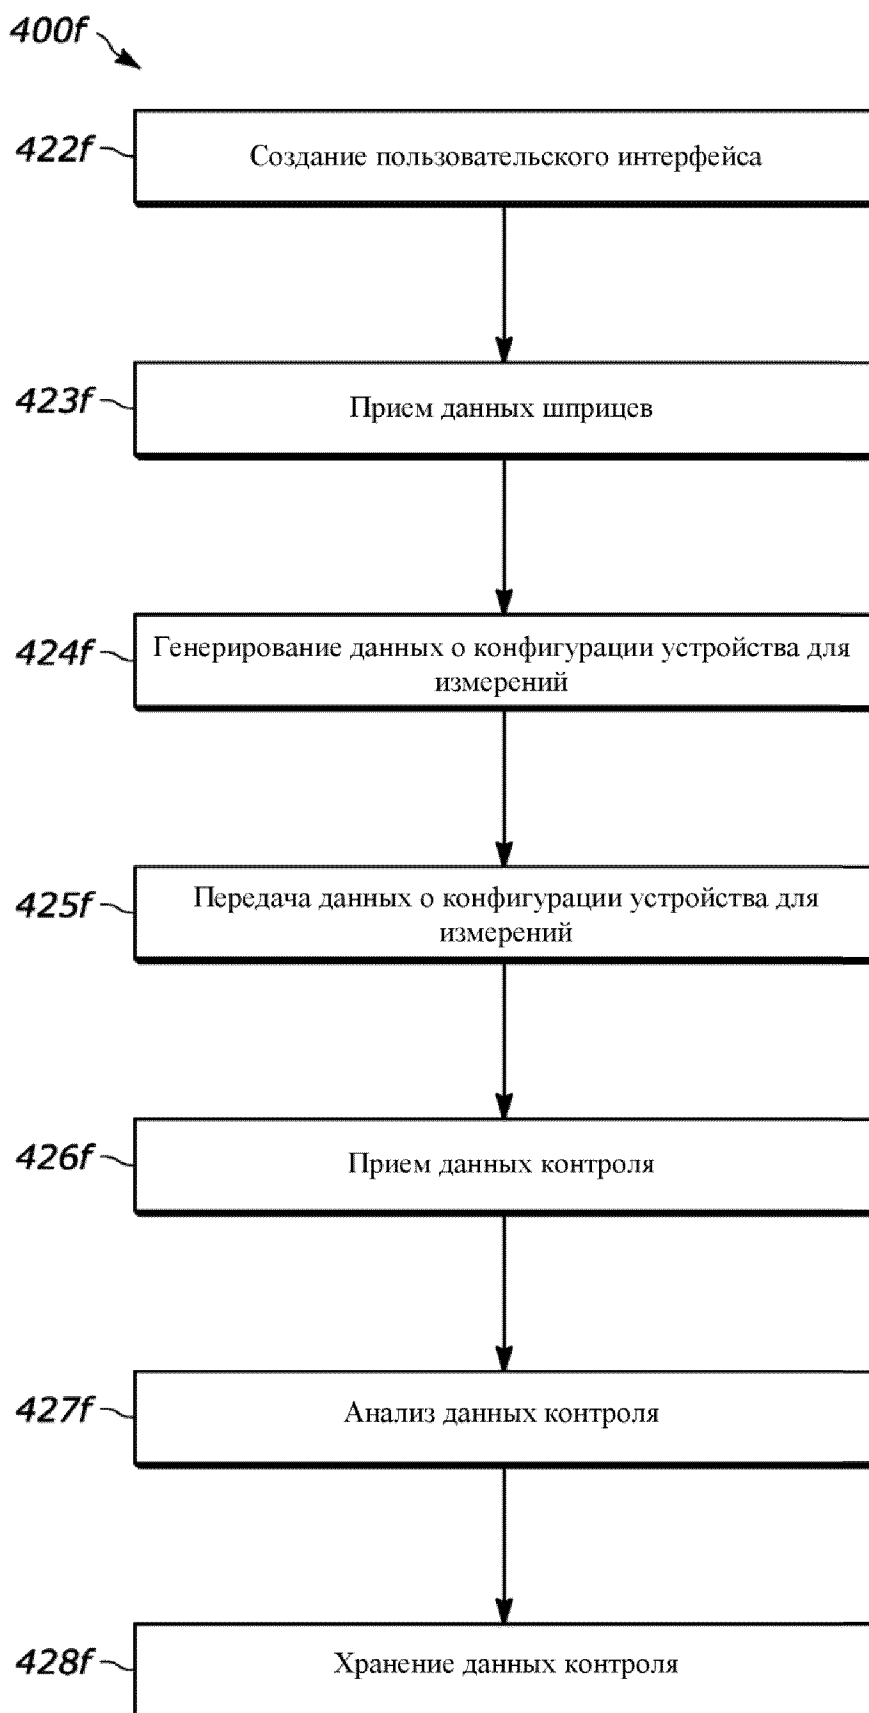 400f
422f
Создание пользовательского интерфейса
423f
Прием данных шприцев
424f
Генерирование данных о конфигурации устройства для
измерений
425f
Передача данных о конфигурации устройства для
измерений
426f
Прием данных контроля
427f
Анализ данных контроля
428f
Хранение данных контроля